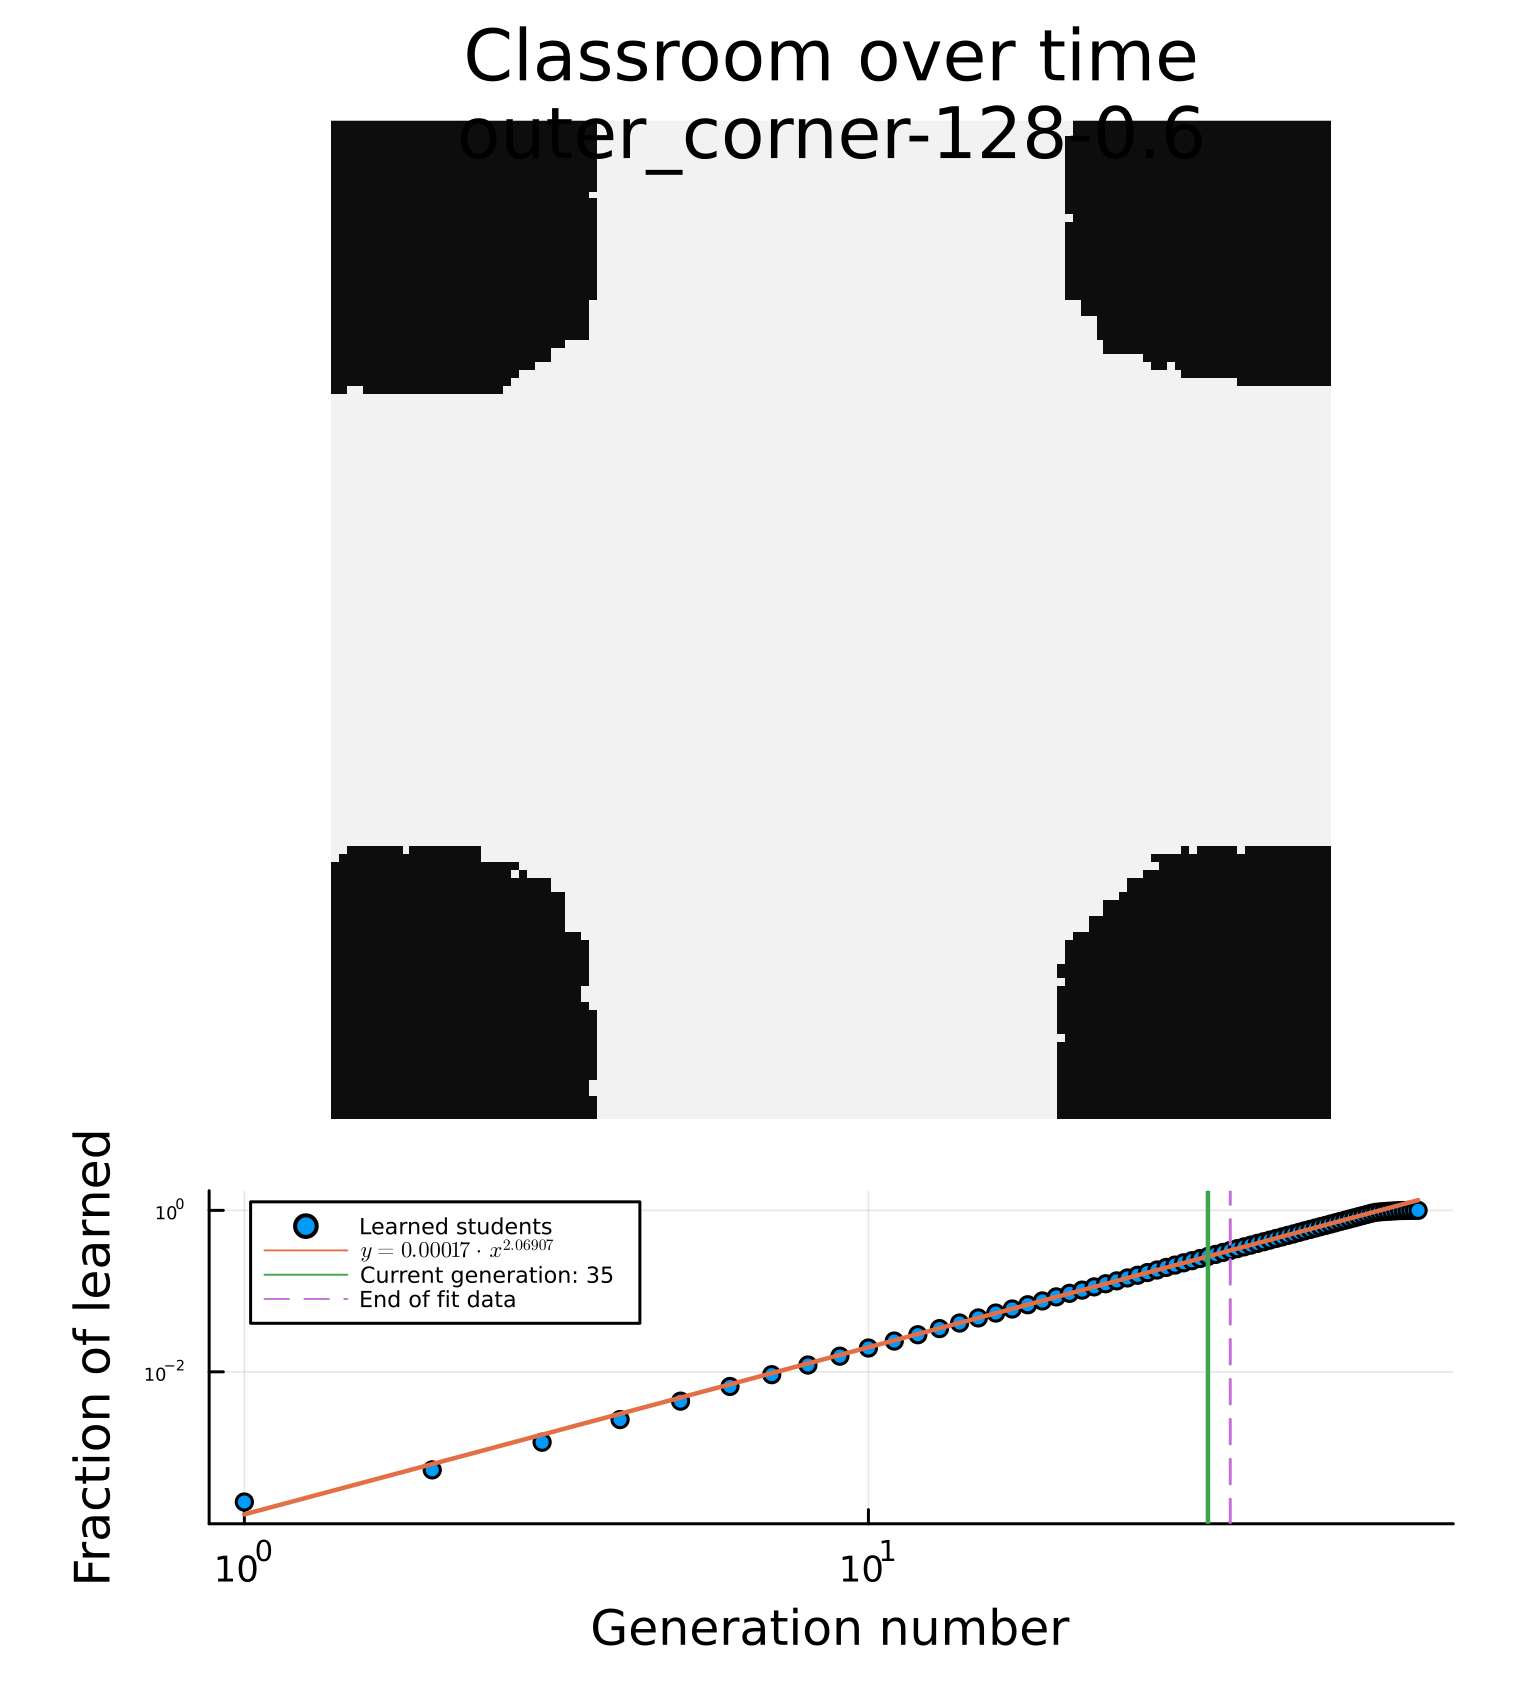 Classroom over time
outer_corner-128-0.6
Fraction of learned
10⁰
10⁻²
Learned students
y = 0.00017 · x²·⁰⁶⁹⁰⁷
Current generation: 35
End of fit data
10⁰
10¹
Generation number